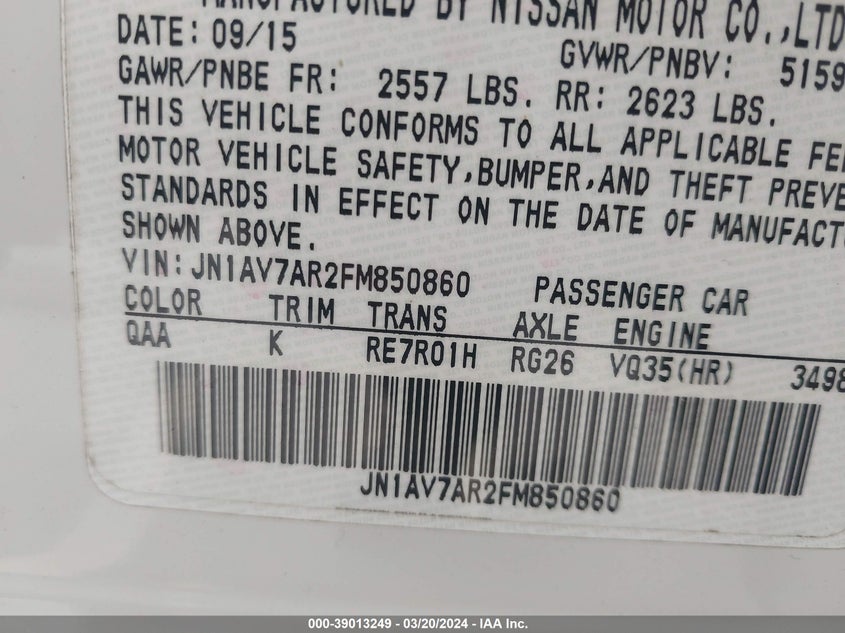 MANUFACTURED BY NISSAN MOTOR CO.,LTD
DATE: 09/15 GVWR/PNBV: 5159
GAWR/PNBE FR: 2557 LBS. RR: 2623 LBS.
THIS VEHICLE CONFORMS TO ALL APPLICABLE FE
MOTOR VEHICLE SAFETY,BUMPER,AND THEFT PREVE
STANDARDS IN EFFECT ON THE DATE OF MANUFACT
SHOWN ABOVE.
VIN:JN1AV7AR2FM850860 PASSENGER CAR
COLOR TRIM TRANS AXLE ENGINE
QAA K RE7R01H RG26 VQ35(HR) 3498
JN1AV7AR2FM850860
000-39013249 - 03/20/2024 - IAA Inc.